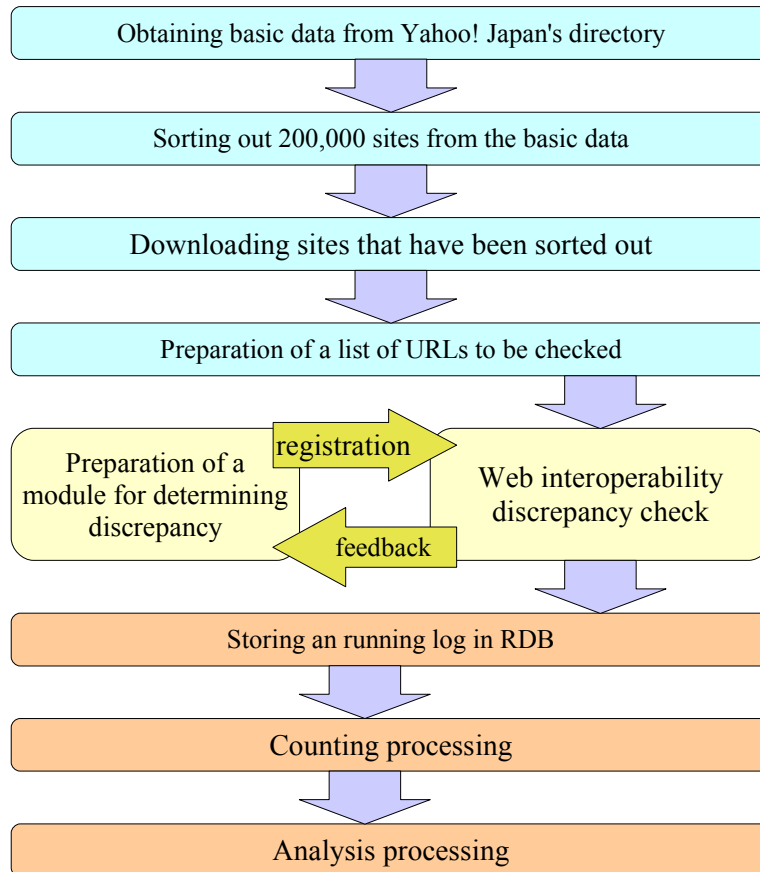 Obtaining basic data from Yahoo! Japan's directory
Sorting out 200,000 sites from the basic data
Downloading sites that have been sorted out
Preparation of a list of URLs to be checked
registration
Preparation of a
module for determining
discrepancy
Web interoperability
discrepancy check
feedback
Storing an running log in RDB
Counting processing
Analysis processing